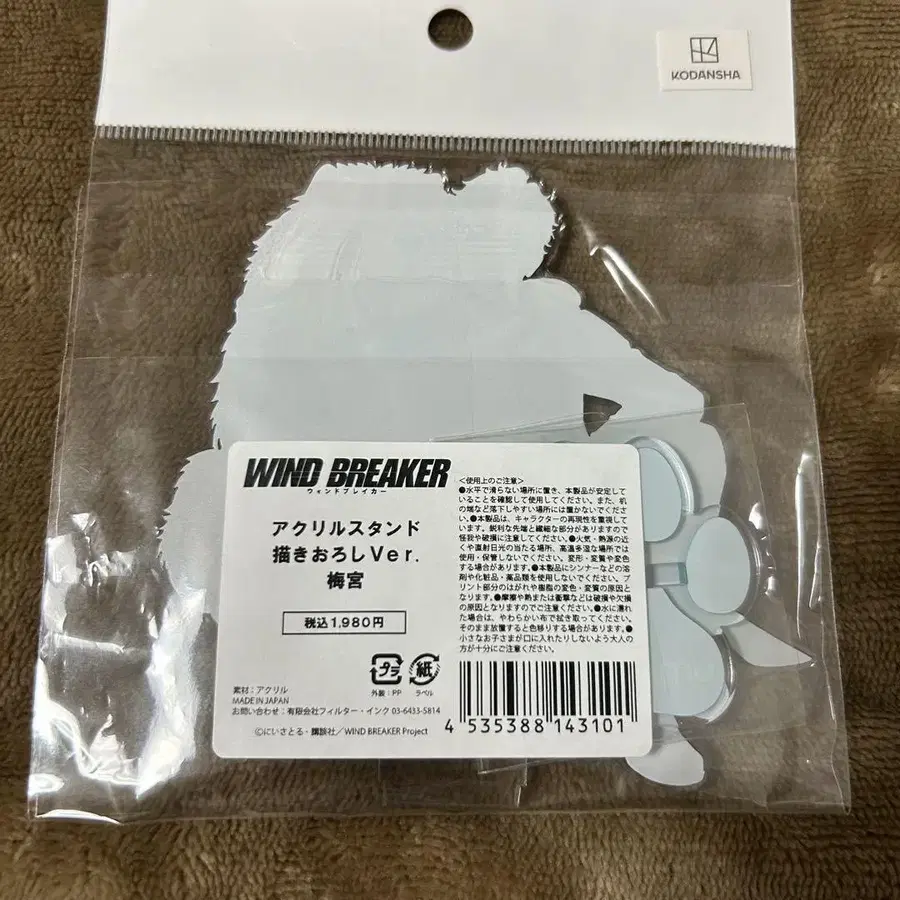 KODANSHA
WIND BREAKER
ウィンドブレイカー
アクリルスタンド
描きおろしVer.
梅宮
税込1,980円
プラ
外装：PP
紙
ラベル
素材：アクリル
MADE IN JAPAN
お問い合わせ：有限会社フィルター・インク 03-6433-5814
©にいさとる・講談社／WIND BREAKER Project
＜使用上のご注意＞
●水平で滑らない場所に置き、本製品が安定して
いることを確認して使用してください。また、机
の端など落下しやすい場所には置かないでくださ
い。●本製品は、キャラクターの再現性を重視してい
ます。鋭利な先端と繊細な部分がありますので
怪我や破損に注意してください。●火気・熱源の近
くや直射日光の当たる場所、高温多湿な場所では
使用・保管しないでください。変形・変質や変色
する場合があります。●本製品にシンナーなどの溶
剤や化粧品・薬品類を使用しないでください。プ
リント部分のはがれや樹脂の変色・変質の原因と
なります。●摩擦や熱または衝撃などは破損や欠損
の原因となりますのでご注意ください。●水に濡れ
た場合は、やわらかい布で拭き取ってください。
そのまま放置すると色移りする場合があります。●
小さなお子さまが口に入れたりしないよう大人の
方が十分にご注意ください。
4 535388 143101